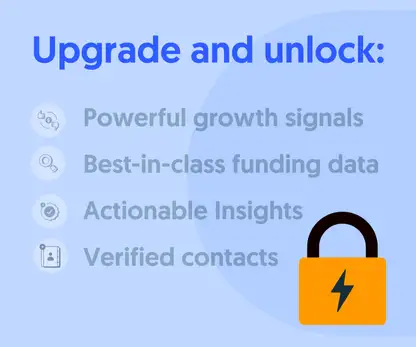 Upgrade and unlock:
Powerful growth signals
Best-in-class funding data
Actionable Insights
Verified contacts